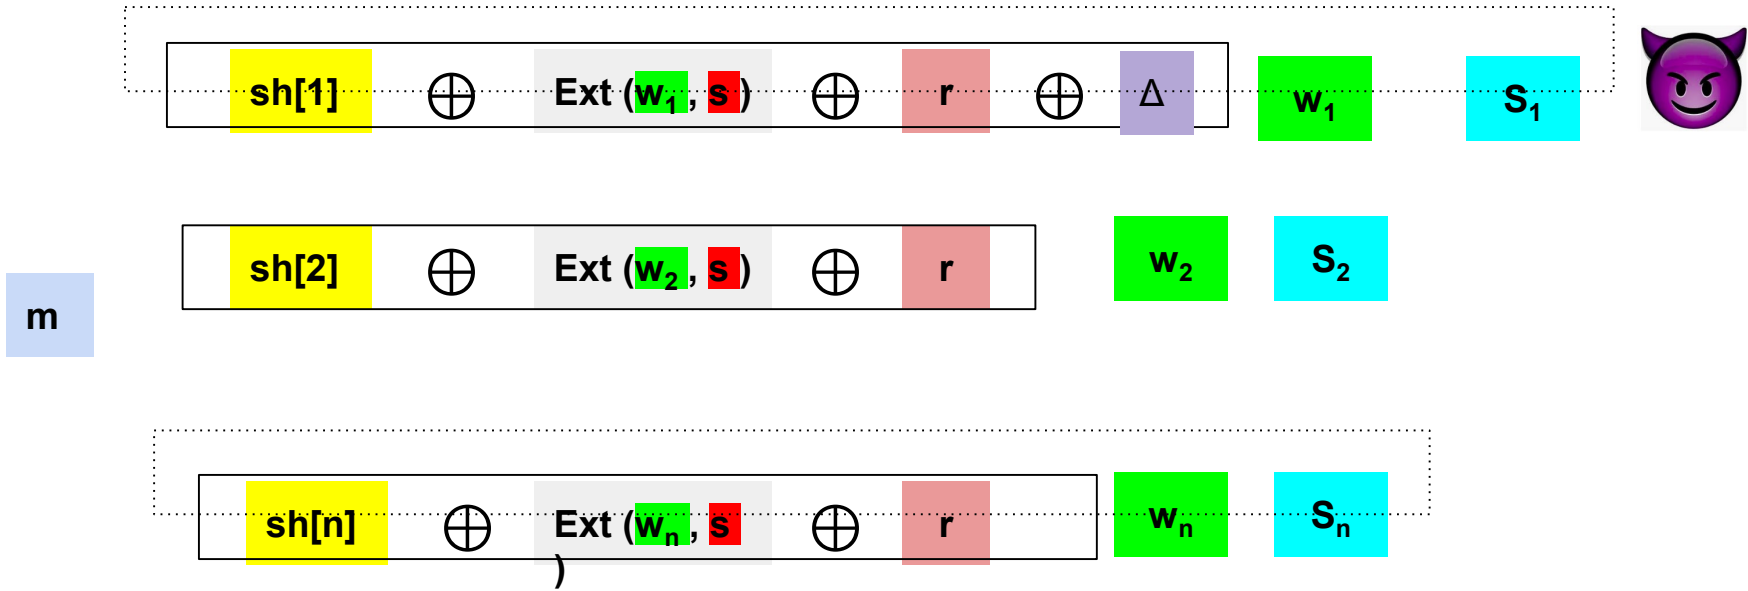 sh[1] ⊕ Ext (w₁ , s ) ⊕ r ⊕ Δ w₁ S₁
sh[2] ⊕ Ext (w₂ , s ) ⊕ r w₂ S₂
m
sh[n] ⊕ Ext (wₙ , s ⊕ r wₙ Sₙ
)